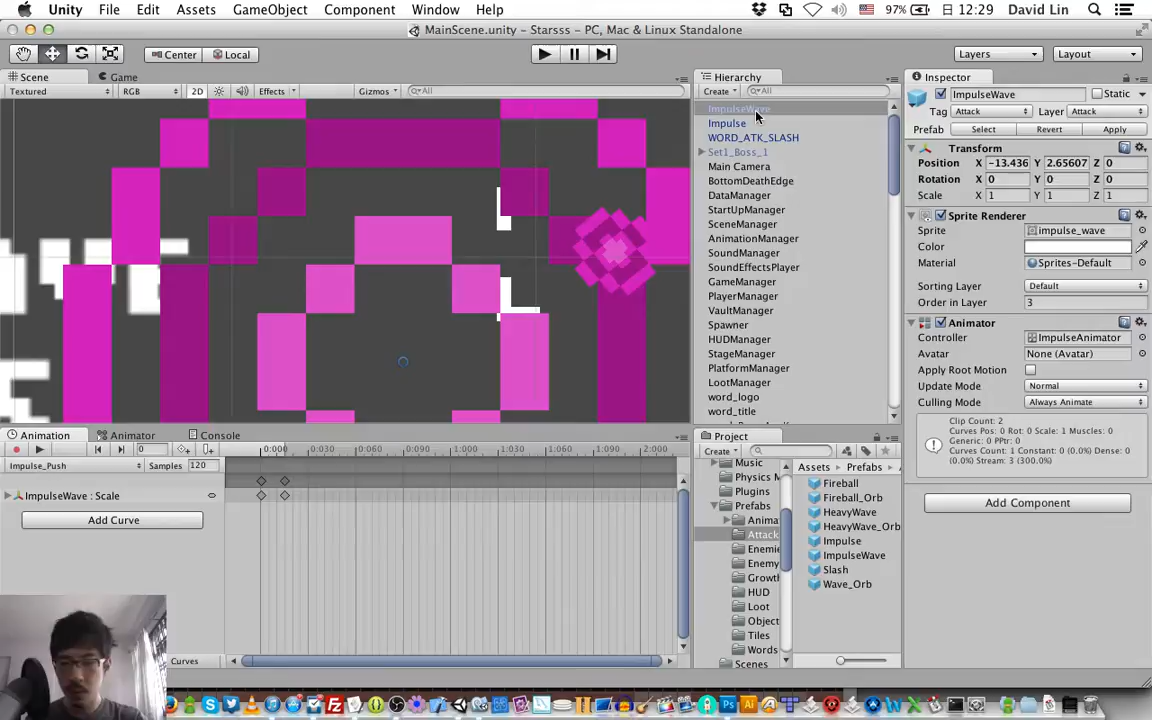 Unity File Edit Assets GameObject Component Window Help 97% 日 12:29 David Lin
MainScene.unity - Starsss - PC, Mac & Linux Standalone
Center Local Layers Layout
Scene Game Hierarchy Inspector
Textured RGB 2D Effects Gizmos All Create All
ImpulseWave
Impulse
WORD_ATK_SLASH
Set1_Boss_1
Main Camera
BottomDeathEdge
DataManager
StartUpManager
SceneManager
AnimationManager
SoundManager
SoundEffectsPlayer
GameManager
PlayerManager
VaultManager
Spawner
HUDManager
StageManager
PlatformManager
LootManager
word_logo
word_title
ImpulseWave Static
Tag Attack Layer Attack
Prefab Select Revert Apply
Transform
Position X -13.436 Y 2.65607 Z 0
Rotation X 0 Y 0 Z 0
Scale X 1 Y 1 Z 1
Sprite Renderer
Sprite impulse_wave
Color
Material Sprites-Default
Sorting Layer Default
Order in Layer 3
Animator
Controller ImpulseAnimator
Avatar None (Avatar)
Apply Root Motion
Update Mode Normal
Culling Mode Always Animate
Clip Count: 2
Curves Pos: 0 Rot: 0 Scale: 1 Muscles: 0
Generic: 0 PPtr: 0
Curves Count: 1 Constant: 0 (0.0%) Dense: 0
(0.0%) Stream: 3 (300.0%)
Add Component
Animation Animator Console
0 0:000 0:030 0:060 0:090 1:000 1:030 1:060 1:090 2:000
Impulse_Push Samples 120
ImpulseWave : Scale
Add Curve
Curves
Project
Create
Music
Physics M
Plugins
Prefabs
Anima
Attack
Enemie
Enemy
Growth
HUD
Loot
Object
Tiles
Words
Scenes
Assets Prefabs
Fireball
Fireball_Orb
HeavyWave
HeavyWave_Orb
Impulse
ImpulseWave
Slash
Wave_Orb